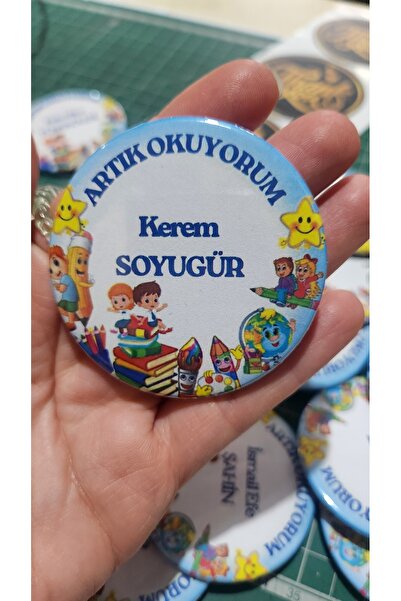 ARTIK OKUYORUM
Kerem
SOYUGÜR
İsmail Efe
ŞAHİN
OKUYORUM